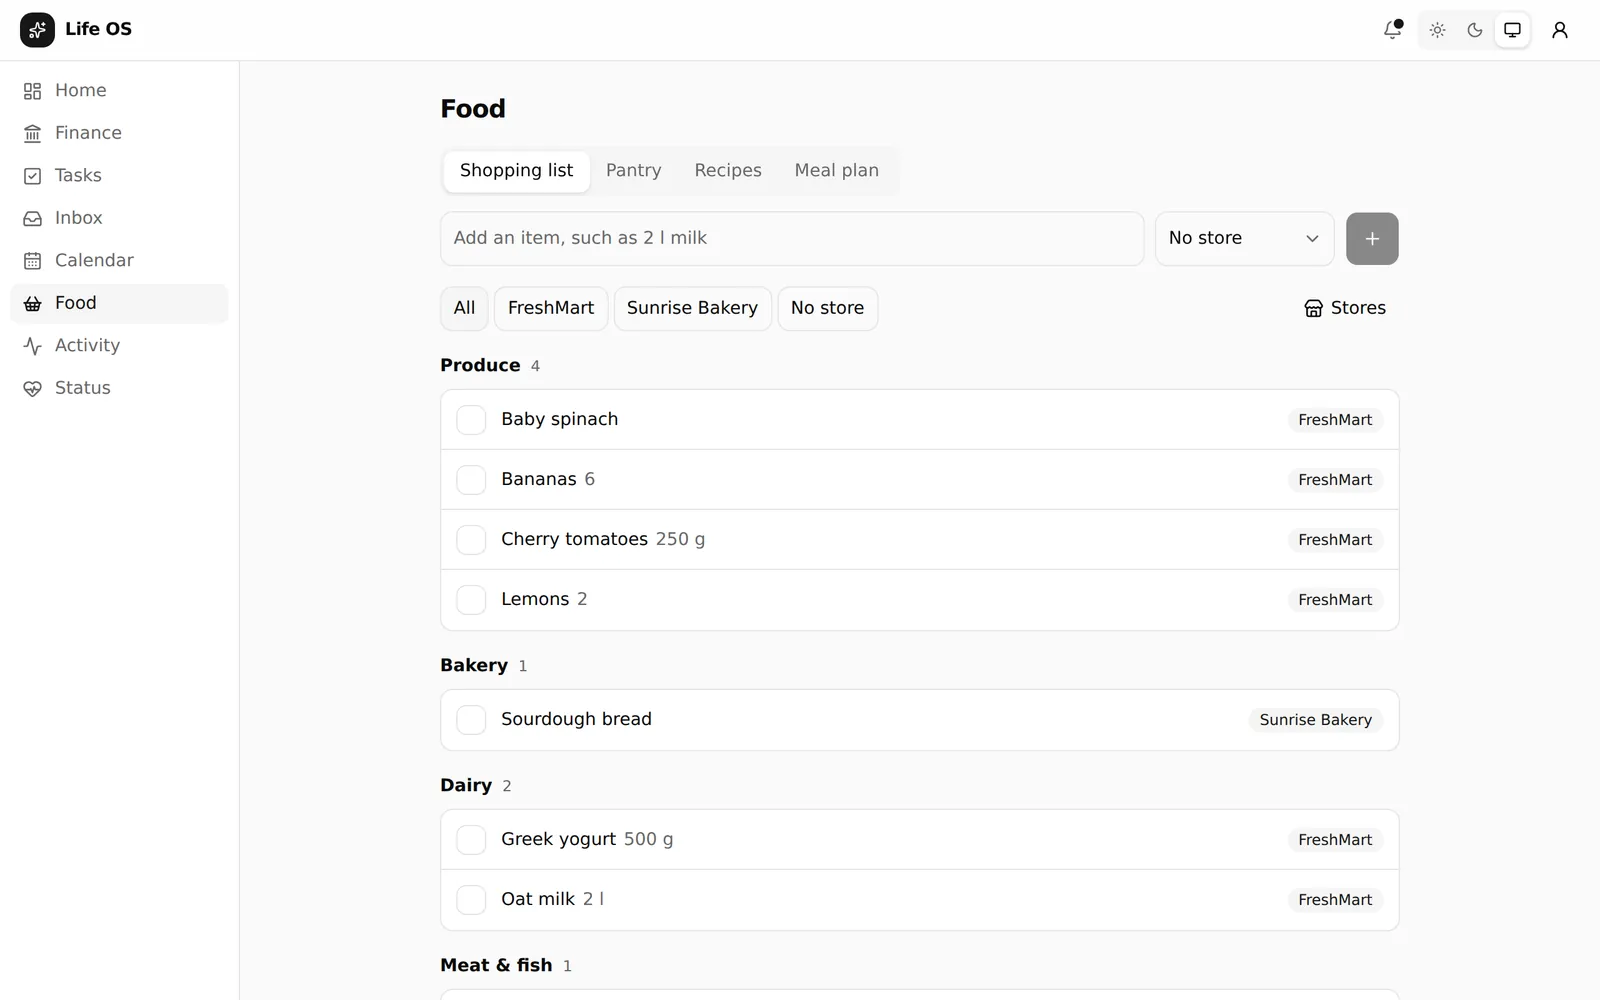 Life OS
Home
Finance
Tasks
Inbox
Calendar
Food
Activity
Status
Food
Shopping list Pantry Recipes Meal plan
Add an item, such as 2 l milk No store
All FreshMart Sunrise Bakery No store Stores
Produce 4
Baby spinach FreshMart
Bananas 6 FreshMart
Cherry tomatoes 250 g FreshMart
Lemons 2 FreshMart
Bakery 1
Sourdough bread Sunrise Bakery
Dairy 2
Greek yogurt 500 g FreshMart
Oat milk 2 l FreshMart
Meat & fish 1